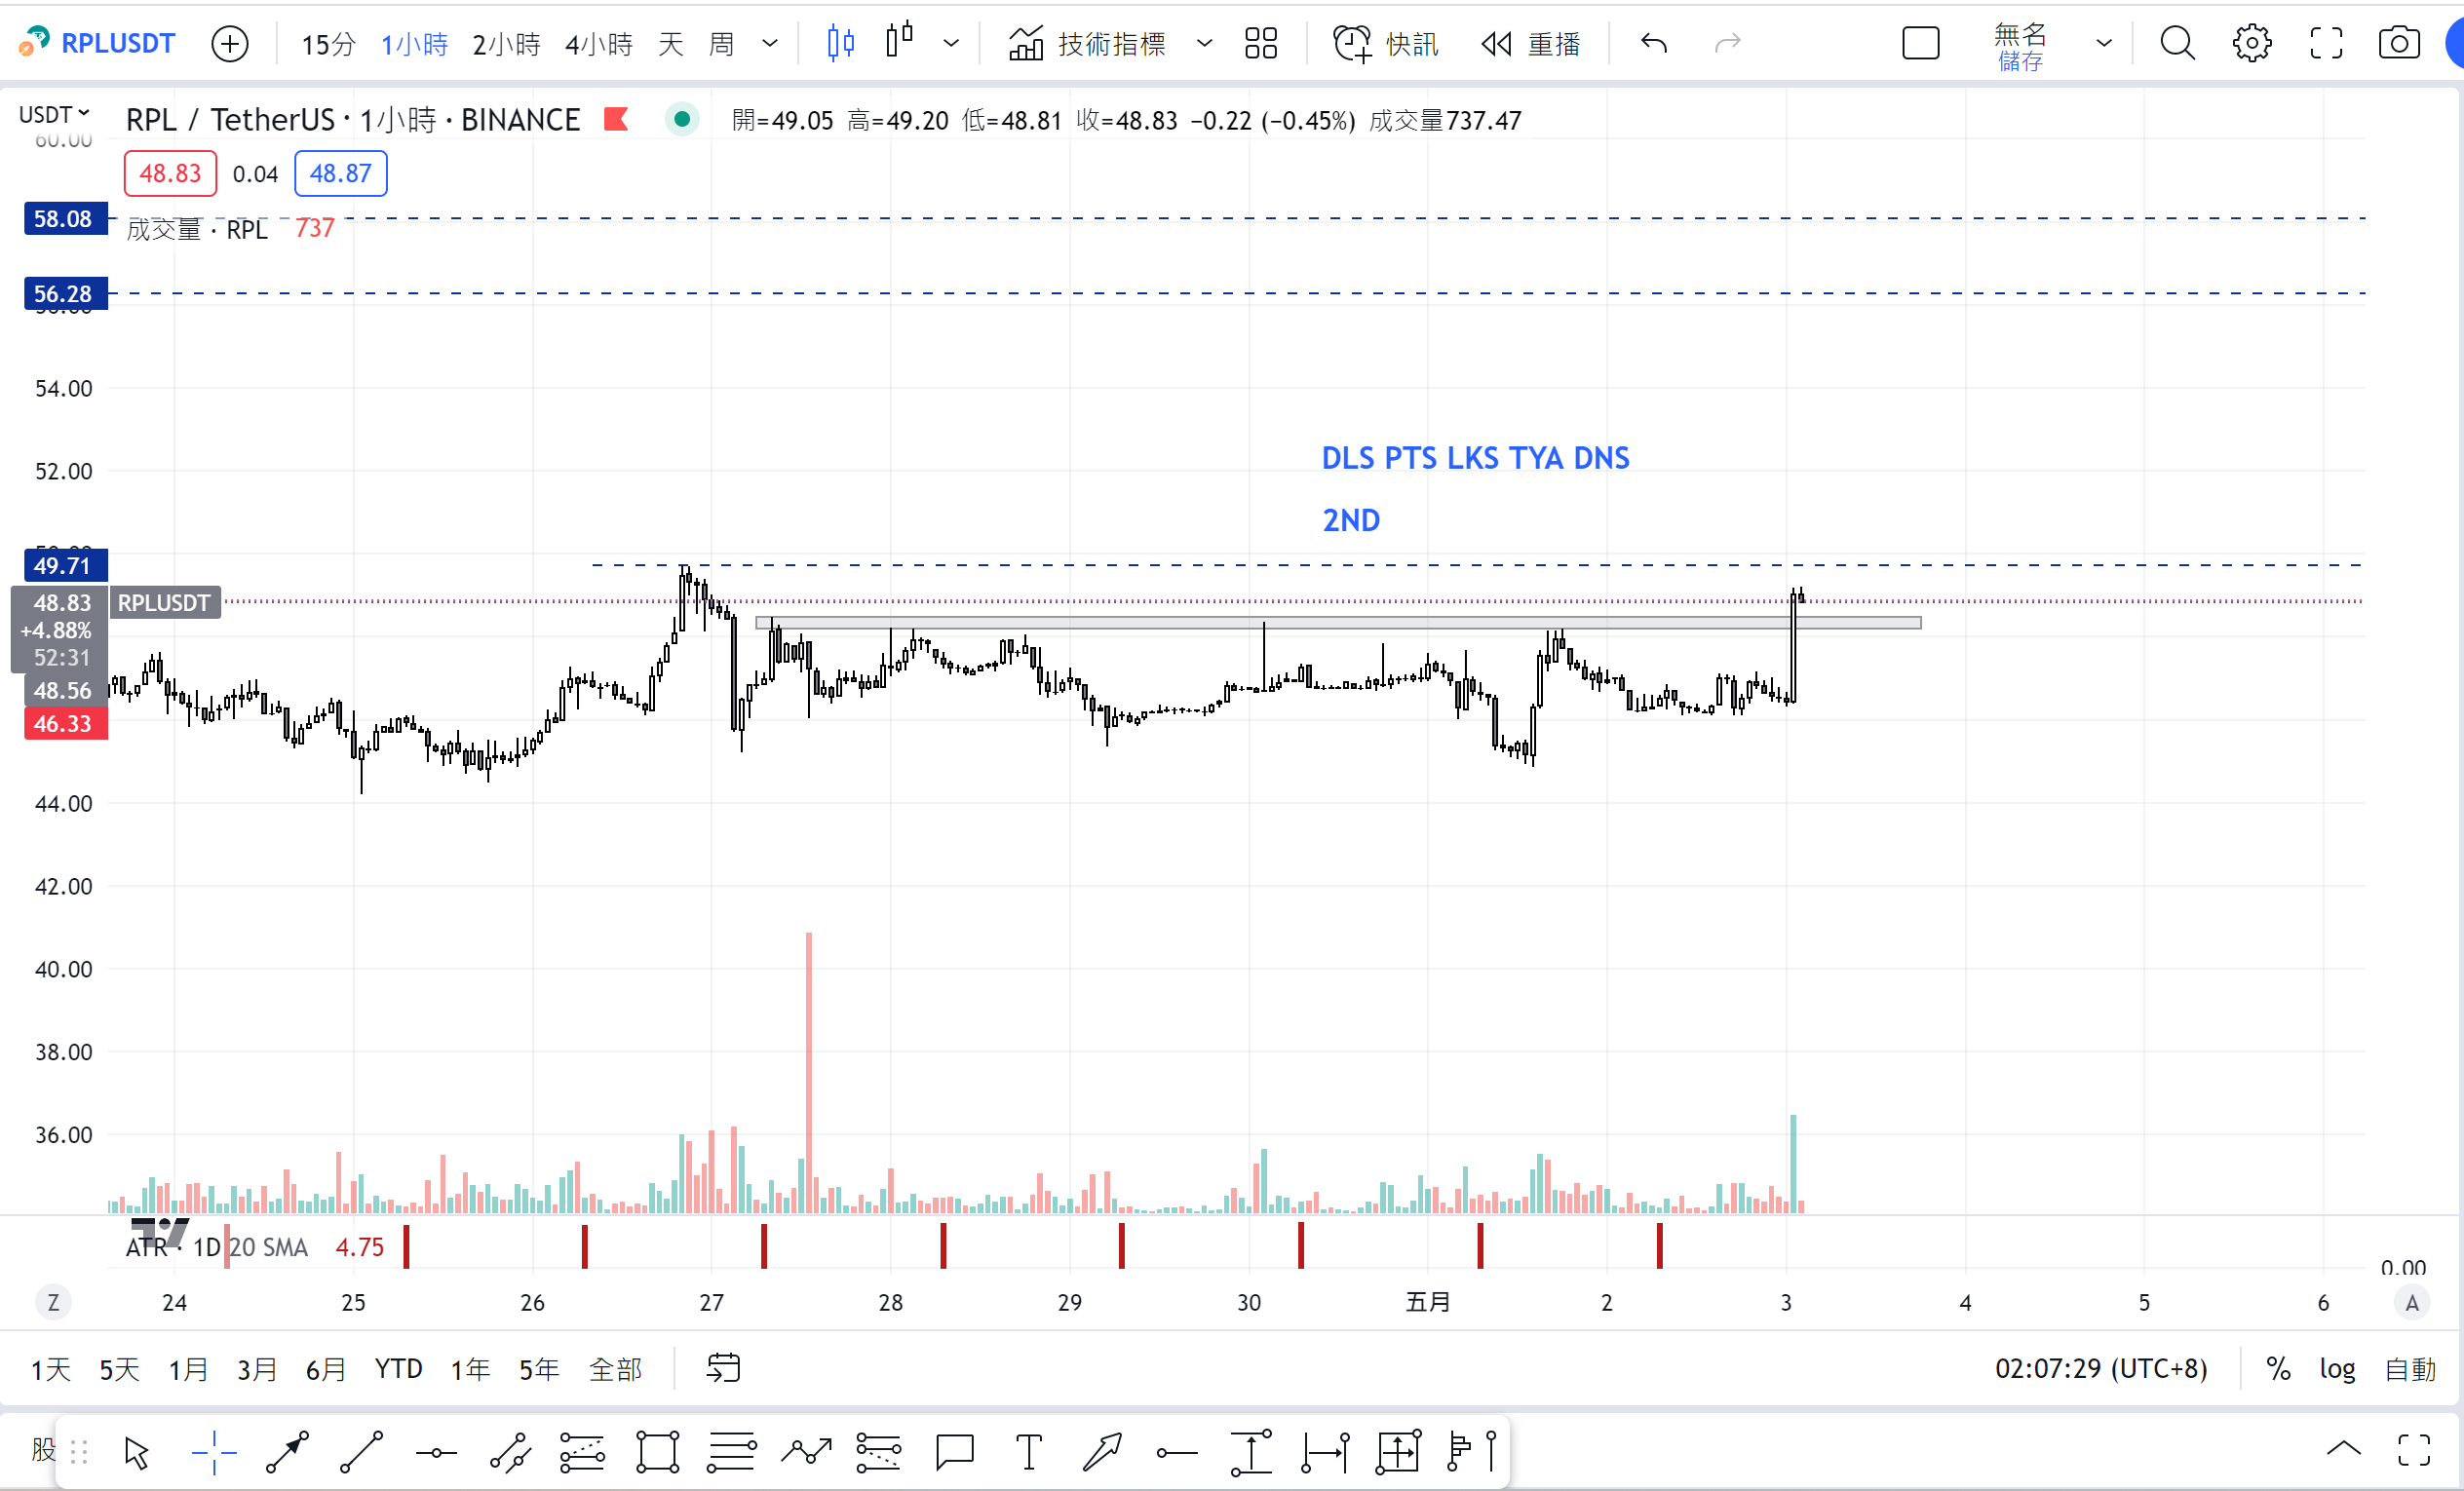 RPLUSDT 15分 1小時 2小時 4小時 天 周 技術指標 快訊 重播 無名 儲存
USDT RPL / TetherUS · 1小時 · BINANCE 開=49.05 高=49.20 低=48.81 收=48.83 −0.22 (−0.45%) 成交量737.47
60.00
48.83 0.04 48.87
58.08
成交量 · RPL 737
56.28
54.00
DLS PTS LKS TYA DNS
52.00
2ND
49.71
48.83 RPLUSDT
+4.88%
52:31
48.56
46.33
44.00
42.00
40.00
38.00
36.00
ATR · 1D 20 SMA 4.75
0.00
Z 24 25 26 27 28 29 30 五月 2 3 4 5 6 A
1天 5天 1月 3月 6月 YTD 1年 5年 全部 02:07:29 (UTC+8) % log 自動
股